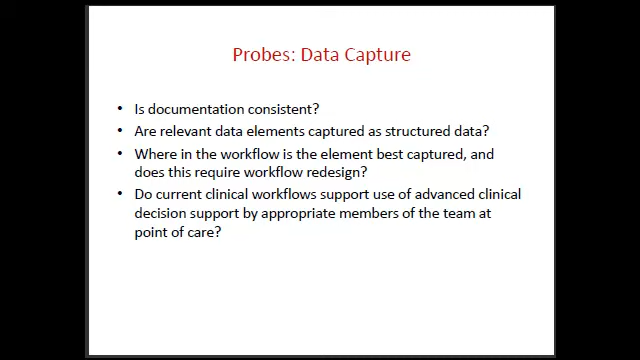 Probes: Data Capture
• Is documentation consistent?
• Are relevant data elements captured as structured data?
• Where in the workflow is the element best captured, and
does this require workflow redesign?
• Do current clinical workflows support use of advanced clinical
decision support by appropriate members of the team at
point of care?